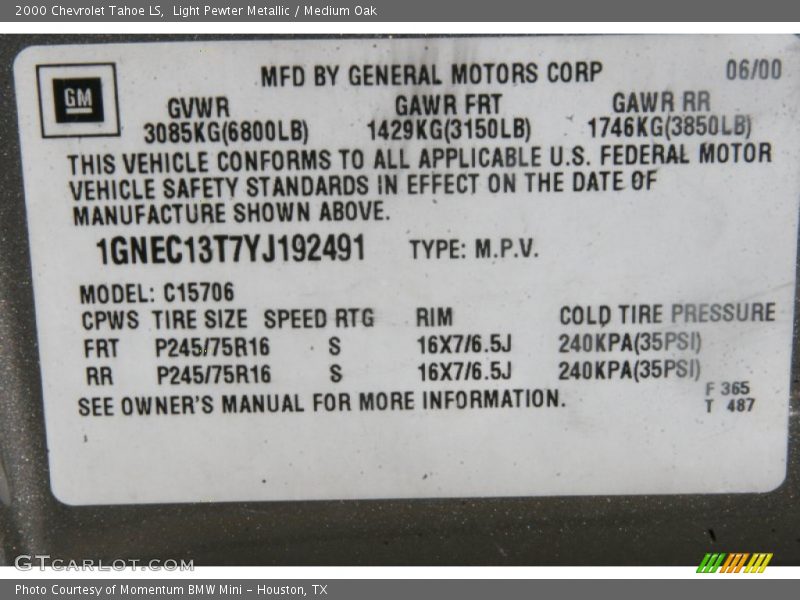 2000 Chevrolet Tahoe LS, Light Pewter Metallic / Medium Oak
MFD BY GENERAL MOTORS CORP 06/00
GM
GVWR GAWR FRT GAWR RR
3085KG(6800LB) 1429KG(3150LB) 1746KG(3850LB)
THIS VEHICLE CONFORMS TO ALL APPLICABLE U.S. FEDERAL MOTOR
VEHICLE SAFETY STANDARDS IN EFFECT ON THE DATE OF
MANUFACTURE SHOWN ABOVE.
1GNEC13T7YJ192491 TYPE: M.P.V.
MODEL: C15706
CPWS TIRE SIZE SPEED RTG RIM COLD TIRE PRESSURE
FRT P245/75R16 S 16X7/6.5J 240KPA(35PSI)
RR P245/75R16 S 16X7/6.5J 240KPA(35PSI)
SEE OWNER'S MANUAL FOR MORE INFORMATION.
F 365
T 487
GTCARLOT.COM
Photo Courtesy of Momentum BMW Mini - Houston, TX